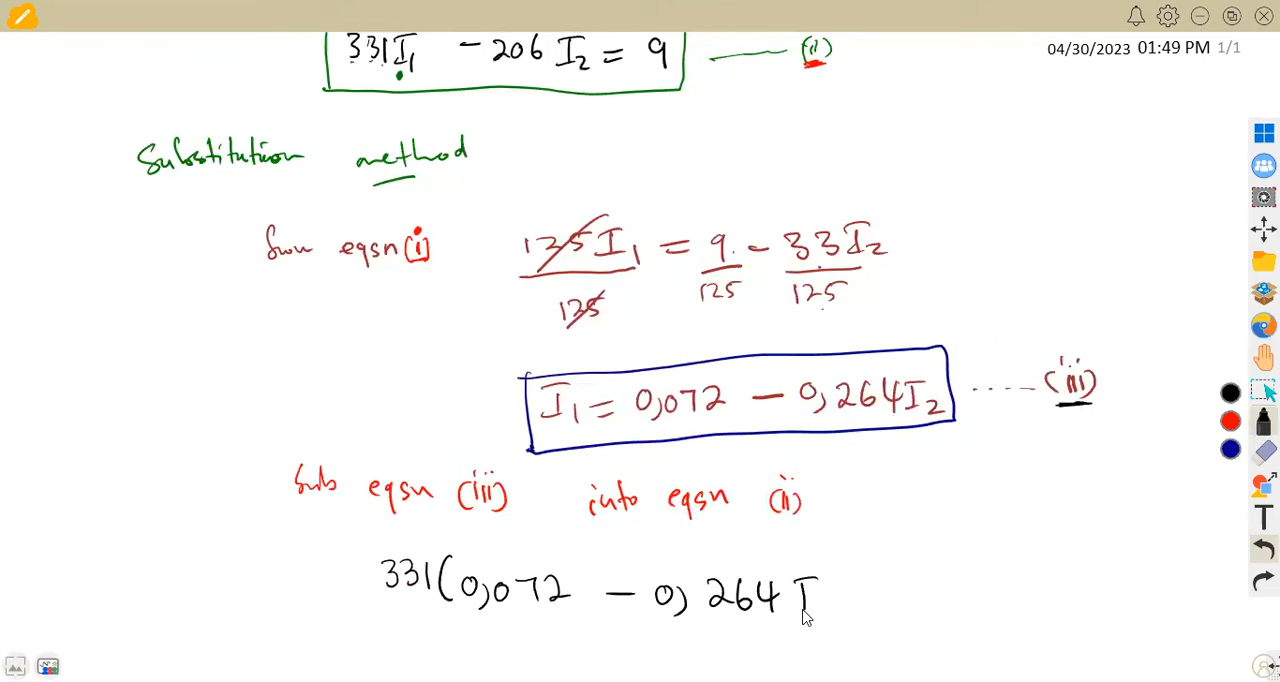 04/30/2023 01:49 PM 1/1
331I₁ - 206 I₂ = 9 (ii)
Substitution method
from eqsn (i) 125I₁/125 = 9/125 - 33I₂/125
I₁ = 0,072 - 0,264I₂ ..... (iii)
Sub eqsn (iii) into eqsn (ii)
331(0,072 - 0,264 I
T